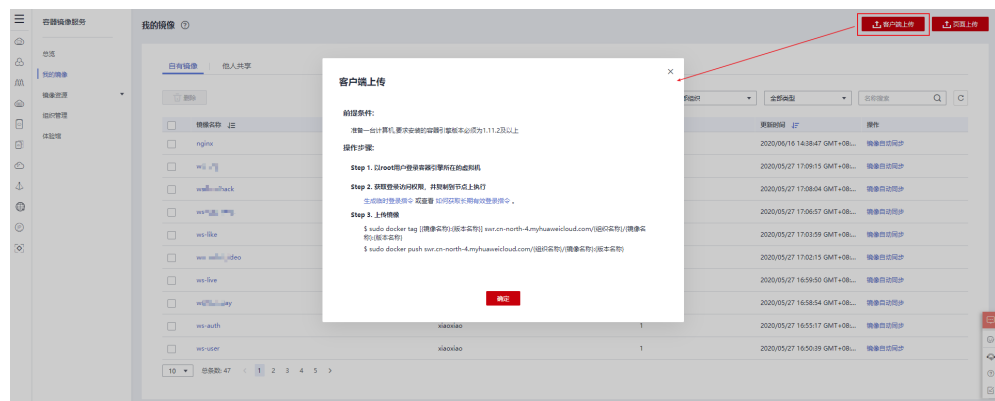 容器镜像服务
我的镜像
客户端上传
页面上传
总览
我的镜像
镜像资源
组织管理
体验馆
自有镜像
他人共享
删除
全部类型
名称搜索
镜像名称
更新时间
操作
nginx
2020/06/16 14:38:47 GMT+08:...
镜像自动同步
2020/05/27 17:09:15 GMT+08:...
镜像自动同步
2020/05/27 17:08:04 GMT+08:...
镜像自动同步
2020/05/27 17:06:57 GMT+08:...
镜像自动同步
ws-like
2020/05/27 17:03:59 GMT+08:...
镜像自动同步
2020/05/27 17:02:15 GMT+08:...
镜像自动同步
ws-live
2020/05/27 16:59:50 GMT+08:...
镜像自动同步
2020/05/27 16:58:54 GMT+08:...
镜像自动同步
ws-auth
xiaoxiao
1
2020/05/27 16:55:17 GMT+08:...
镜像自动同步
ws-user
xiaoxiao
1
2020/05/27 16:50:39 GMT+08:...
镜像自动同步
10
总条数: 47
1 2 3 4 5
客户端上传
前提条件:
准备一台计算机,要求安装的容器引擎版本必须为1.11.2及以上
操作步骤:
Step 1. 以root用户登录容器引擎所在的虚拟机
Step 2. 获取登录访问权限，并复制到节点上执行
生成临时登录指令 或查看 如何获取长期有效登录指令 。
Step 3. 上传镜像
$ sudo docker tag [{镜像名称}:{版本名称}] swr.cn-north-4.myhuaweicloud.com/{组织名称}/{镜像名
称}:{版本名称}
$ sudo docker push swr.cn-north-4.myhuaweicloud.com/{组织名称}/{镜像名称}:{版本名称}
确定